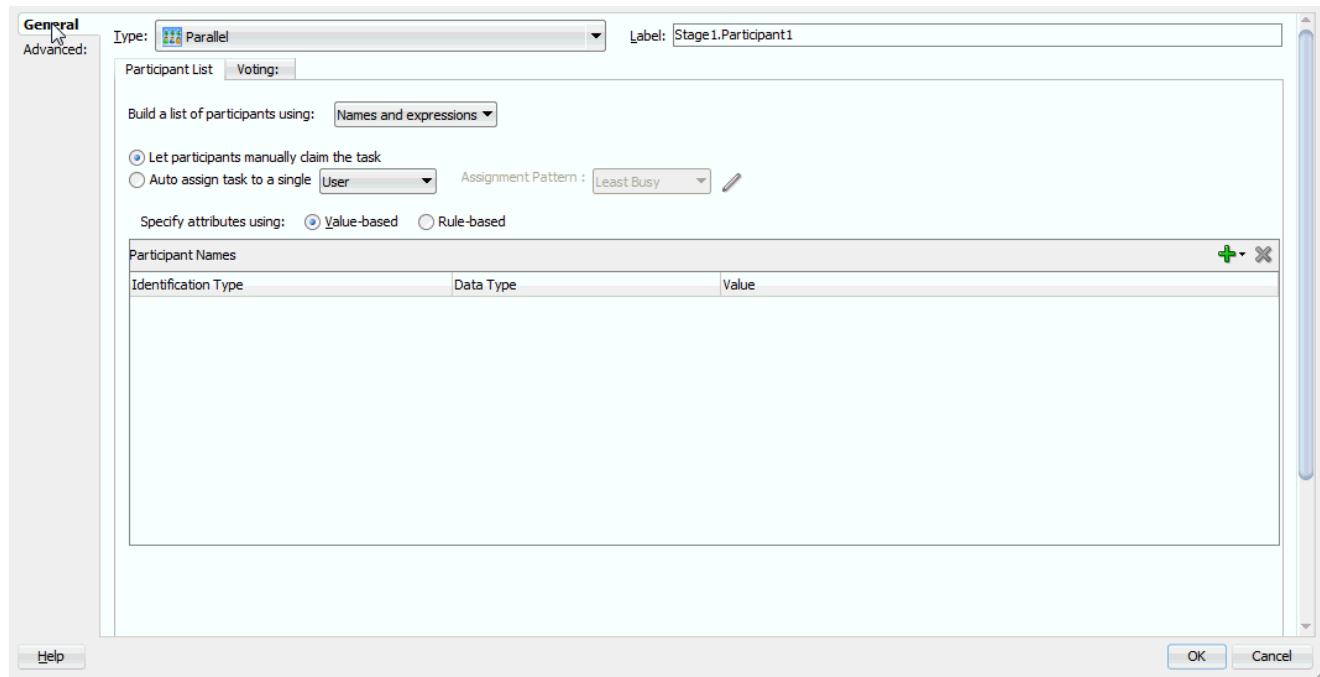 General
Advanced:
Type: Parallel Label: Stage1.Participant1
Participant List Voting:
Build a list of participants using: Names and expressions
Let participants manually claim the task
Auto assign task to a single User Assignment Pattern : Least Busy
Specify attributes using: Value-based Rule-based
Participant Names
Identification Type Data Type Value
Help OK Cancel